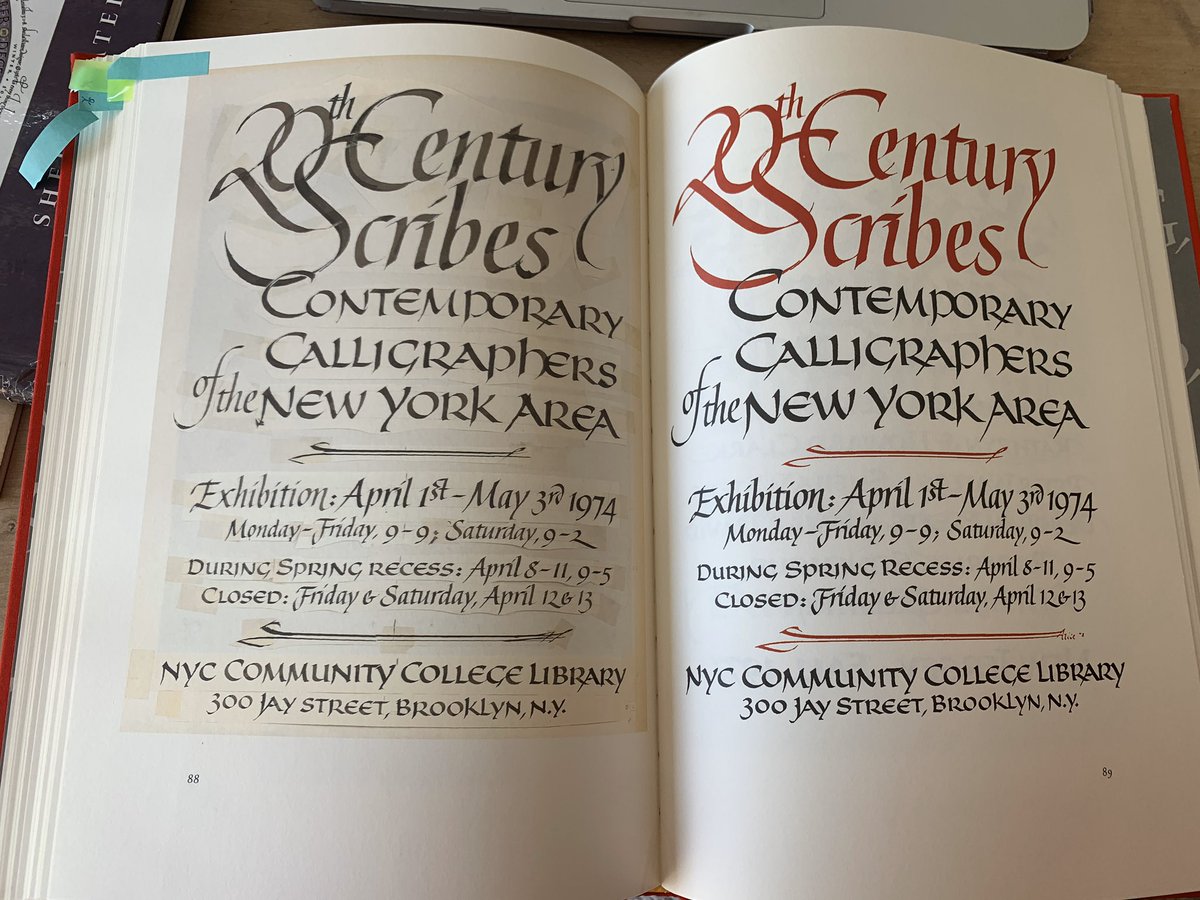 SHE
TER
WINTER
20th Century
Scribes
CONTEMPORARY
CALLIGRAPHERS
of the NEW YORK AREA
Exhibition: April 1st – May 3rd 1974
Monday – Friday, 9 – 9; Saturday, 9 – 2
DURING SPRING RECESS: April 8 – 11, 9 – 5
CLOSED: Friday & Saturday, April 12 & 13
NYC COMMUNITY COLLEGE LIBRARY
300 JAY STREET, BROOKLYN, N.Y.
88
20th Century
Scribes
CONTEMPORARY
CALLIGRAPHERS
of the NEW YORK AREA
Exhibition: April 1st – May 3rd 1974
Monday – Friday, 9 – 9; Saturday, 9 – 2
DURING SPRING RECESS: April 8 – 11, 9 – 5
CLOSED: Friday & Saturday, April 12 & 13
NYC COMMUNITY COLLEGE LIBRARY
300 JAY STREET, BROOKLYN, N.Y.
89